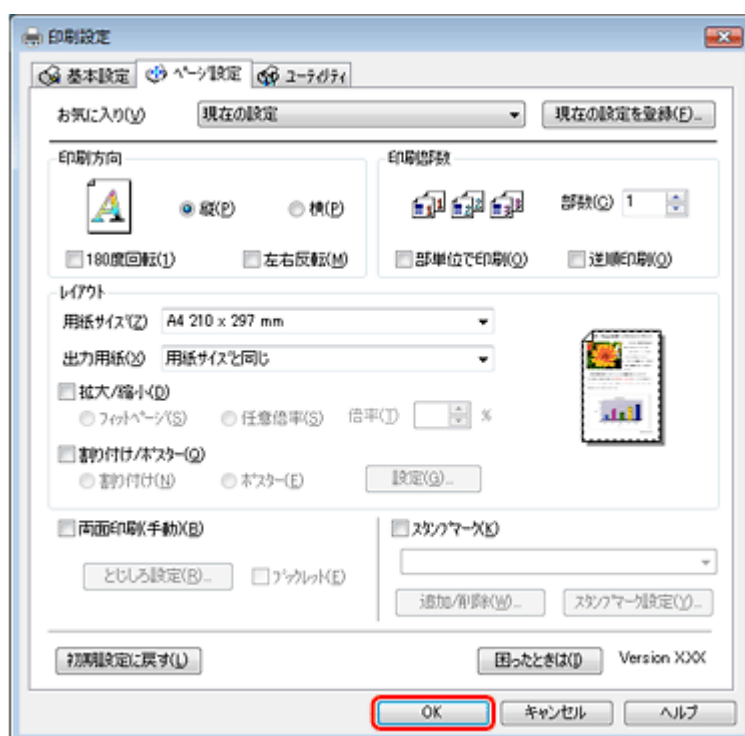 印刷設定
基本設定 ページ設定 ユーティリティ
お気に入り(V) 現在の設定 現在の設定を登録(F)...
印刷方向 印刷部数
縦(P) 横(P) 部数(C) 1
180度回転(1) 左右反転(M) 部単位で印刷(O) 逆順印刷(O)
レイアウト
用紙サイズ(Z) A4 210 x 297 mm
出力用紙(X) 用紙サイズと同じ
拡大/縮小(D)
フィットページ(S) 任意倍率(S) 倍率(T) %
割り付け/ポスター(Q)
割り付け(N) ポスター(E) 設定(G)...
両面印刷(手動)(B) スタンプマーク(K)
とじしろ設定(R)... ブックレット(E)
追加/削除(W)... スタンプマーク設定(Y)...
初期設定に戻す(L) 困ったときは(I) Version XXX
OK キャンセル ヘルプ